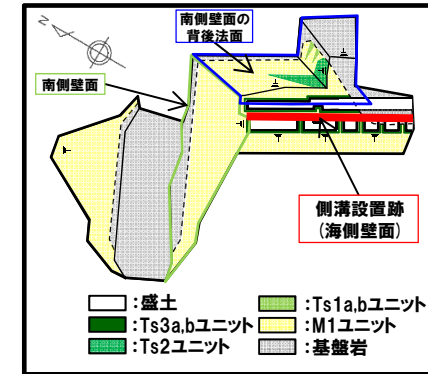 南側壁面の
背後法面
南側壁面
側溝設置跡
(海側壁面)
:盛土
:Ts1a,bユニット
:Ts3a,bユニット
:M1ユニット
:Ts2ユニット
:基盤岩